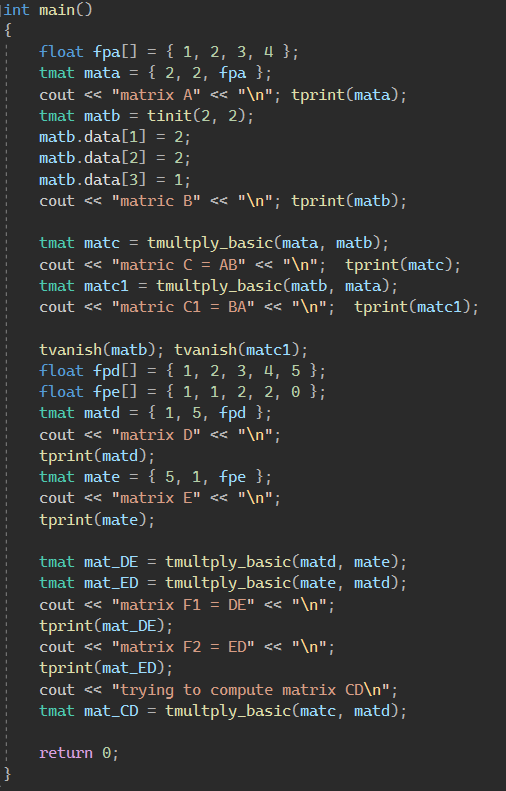 int main()
{
float fpa[] = { 1, 2, 3, 4 };
tmat mata = { 2, 2, fpa };
cout << "matrix A" << "\n"; tprint(mata);
tmat matb = tinit(2, 2);
matb.data[1] = 2;
matb.data[2] = 2;
matb.data[3] = 1;
cout << "matric B" << "\n"; tprint(matb);
tmat matc = tmultply_basic(mata, matb);
cout << "matric C = AB" << "\n";  tprint(matc);
tmat matc1 = tmultply_basic(matb, mata);
cout << "matric C1 = BA" << "\n";  tprint(matc1);
tvanish(matb); tvanish(matc1);
float fpd[] = { 1, 2, 3, 4, 5 };
float fpe[] = { 1, 1, 2, 2, 0 };
tmat matd = { 1, 5, fpd };
cout << "matrix D" << "\n";
tprint(matd);
tmat mate = { 5, 1, fpe };
cout << "matrix E" << "\n";
tprint(mate);
tmat mat_DE = tmultply_basic(matd, mate);
tmat mat_ED = tmultply_basic(mate, matd);
cout << "matrix F1 = DE" << "\n";
tprint(mat_DE);
cout << "matrix F2 = ED" << "\n";
tprint(mat_ED);
cout << "trying to compute matrix CD\n";
tmat mat_CD = tmultply_basic(matc, matd);
return 0;
}